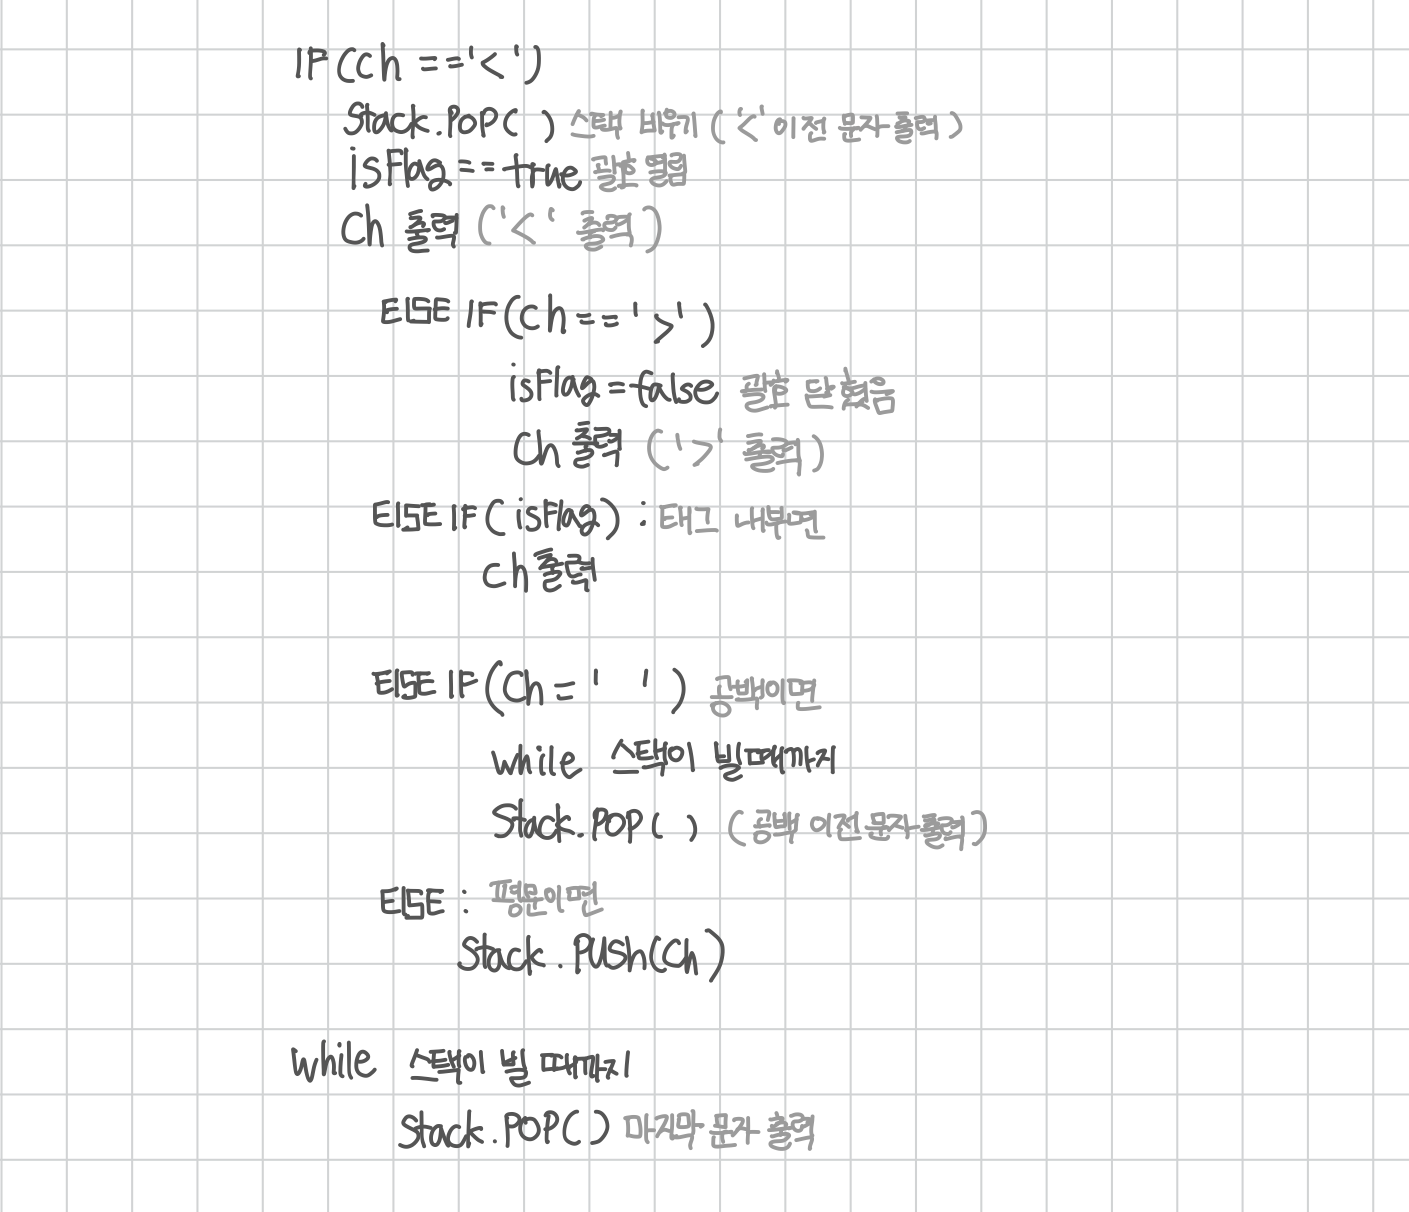 IF(ch =='<')
Stack.POP( ) 스택 비우기 ('<' 이전 문자 출력)
isFlag==true 괄호 열림
Ch 출력 ('<' 출력)
ELSE IF(ch=='>')
isFlag=false 괄호 닫혔음
Ch 출력 ('>' 출력)
ELSE IF(isFlag) : 태그 내부면
ch 출력
ELSE IF(Ch=' ') 공백이면
while 스택이 빌때까지
Stack.POP( ) (공백 이전 문자 출력)
ELSE : 평문이면
Stack.PUSh(Ch)
while 스택이 빌 때까지
Stack.POP() 마지막 문자 출력